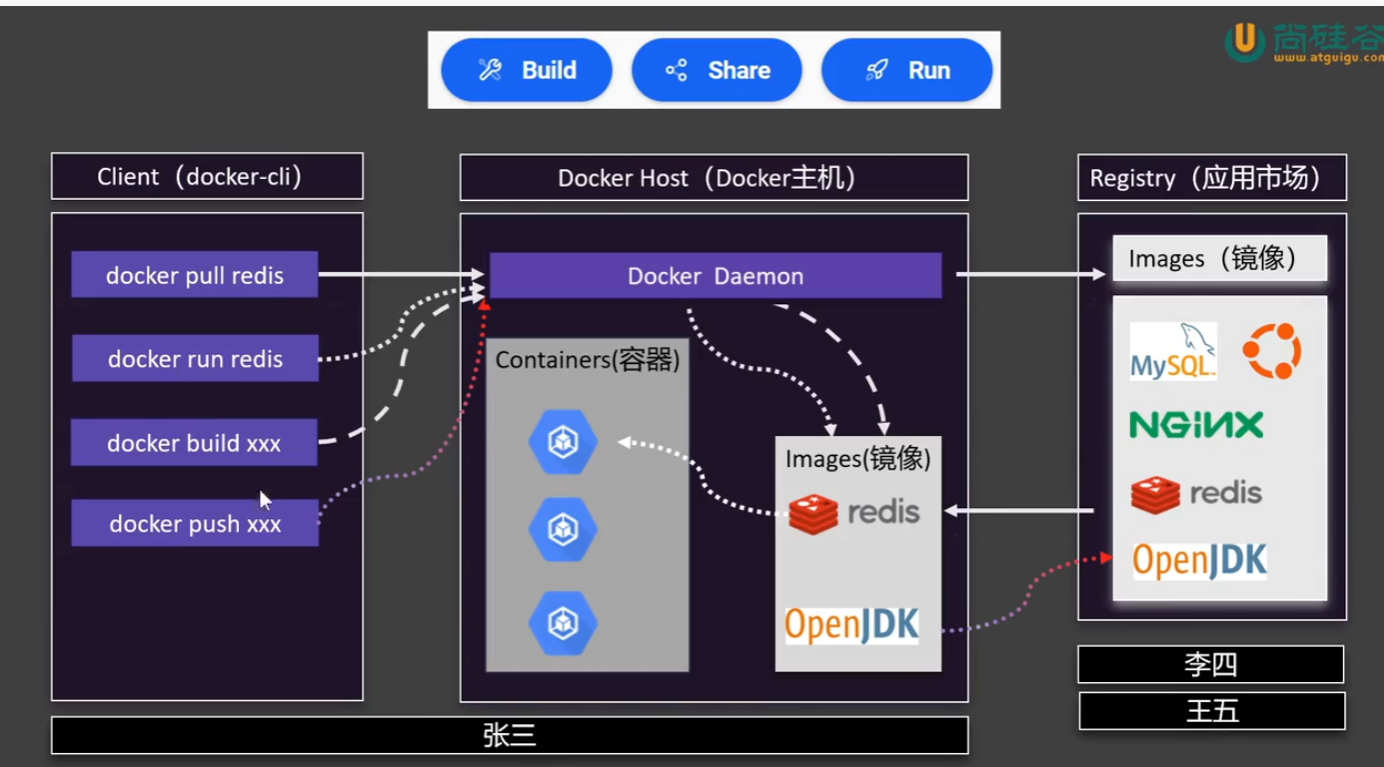 尚硅谷
www.atguigu.com
Build
Share
Run
Client（docker-cli）
docker pull redis
docker run redis
docker build xxx
docker push xxx
Docker Host（Docker主机）
Docker Daemon
Containers(容器)
Images(镜像)
redis
OpenJDK
Registry（应用市场）
Images（镜像）
MySQL
NGINX
redis
OpenJDK
张三
李四
王五